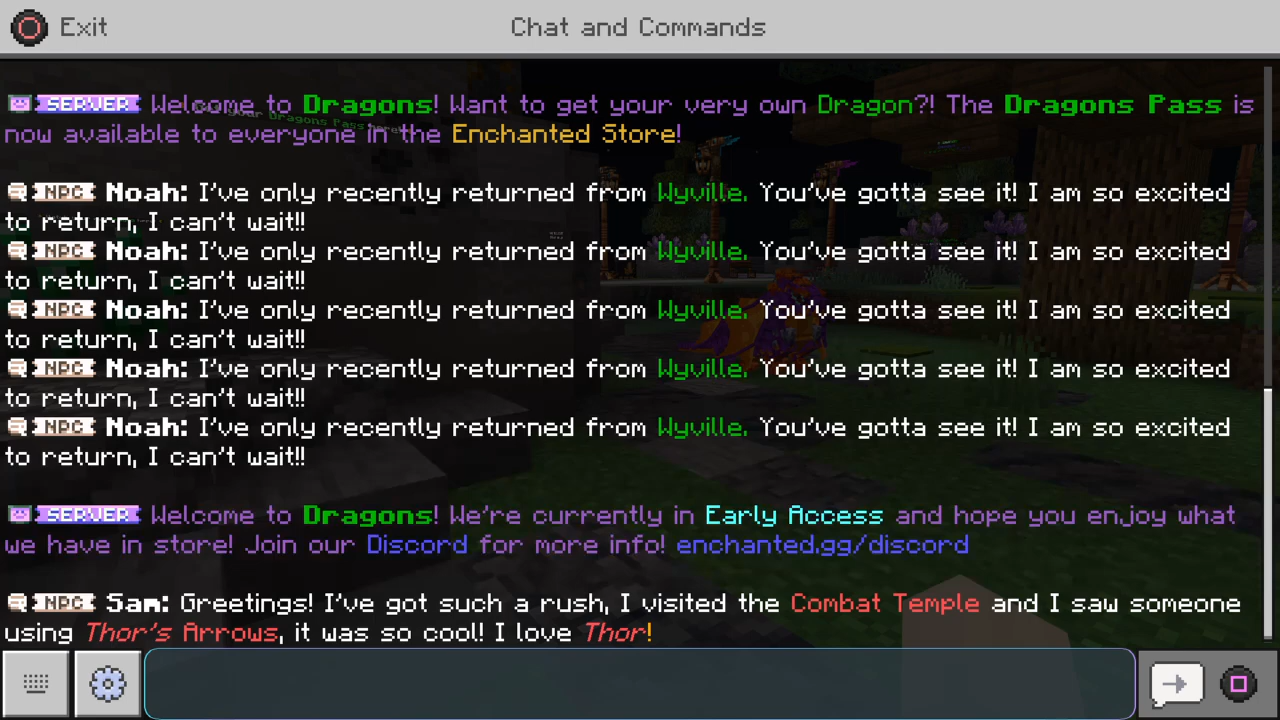 Exit
Chat and Commands
SERVER Welcome to Dragons! Want to get your very own Dragon?! The Dragons Pass is
now available to everyone in the Enchanted Store!
NPC Noah: I've only recently returned from Wyville. You've gotta see it! I am so excited
to return, I can't wait!!
NPC Noah: I've only recently returned from Wyville. You've gotta see it! I am so excited
to return, I can't wait!!
NPC Noah: I've only recently returned from Wyville. You've gotta see it! I am so excited
to return, I can't wait!!
NPC Noah: I've only recently returned from Wyville. You've gotta see it! I am so excited
to return, I can't wait!!
NPC Noah: I've only recently returned from Wyville. You've gotta see it! I am so excited
to return, I can't wait!!
SERVER Welcome to Dragons! We're currently in Early Access and hope you enjoy what
we have in store! Join our Discord for more info! enchanted.gg/discord
NPC Sam: Greetings! I've got such a rush, I visited the Combat Temple and I saw someone
using Thor's Arrows, it was so cool! I love Thor!